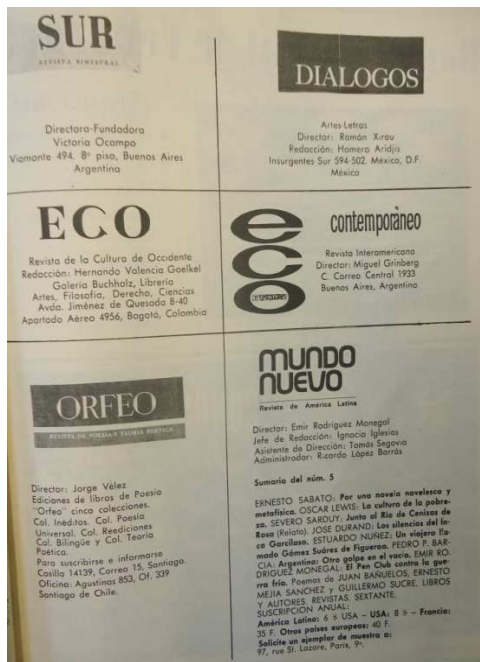 SUR
REVISTA BIMESTRAL
Directora-Fundadora
Victoria Ocampo
Viamonte 494, 8º piso, Buenos Aires
Argentina
DIALOGOS
Artes-Letras
Director: Ramón Xirau
Redacción: Homero Aridjis
Insurgentes Sur 594-502, México, D.F.
México
ECO
Revista de la Cultura de Occidente
Redacción: Hernando Valencia Goelkel
Galería Buchholz, Librería
Artes, Filosofía, Derecho, Ciencias
Avda. Jiménez de Quesada 8-40
Apartado Aéreo 4956, Bogotá, Colombia
eco
contemporáneo
Revista Interamericana
Director: Miguel Grinberg
C. Correo Central 1933
Buenos Aires, Argentina
ORFEO
REVISTA DE POESIA Y TEORIA POETICA
Director: Jorge Vélez
Ediciones de libros de Poesía
"Orfeo" cinco colecciones.
Col. Inéditos. Col. Poesía
Universal. Col. Reediciones
Col. Bilingüe y Col. Teoría
Poética.
Para suscribirse e informarse
Casilla 14139, Correo 15, Santiago.
Oficina: Agustinas 853, Of. 339
Santiago de Chile.
MUNDO
NUEVO
Revista de América Latina
Director: Emir Rodríguez Monegal
Jefe de Redacción: Ignacio Iglesias
Asistente de Dirección: Tomás Segovia
Administrador: Ricardo López Borrás
Sumario del núm. 5
ERNESTO SABATO: Por una novela novelesca y
metafísica. OSCAR LEWIS: La cultura de la pobre-
za. SEVERO SARDUY: Junto al Río de Cenizas de
Rosa (Relato). JOSE DURAND: Los silencios del In-
ca Garcilaso. ESTUARDO NUÑEZ: Un viajero lla-
mado Gómez Suárez de Figueroa. PEDRO P. BAR-
CIA: Argentina: Otro golpe en el vacío. EMIR RO-
DRIGUEZ MONEGAL: El Pen Club contra la gue-
rra fría. Poemas de JUAN BAÑUELOS, ERNESTO
MEJIA SANCHEZ y GUILLERMO SUCRE. LIBROS
Y AUTORES. REVISTAS. SEXTANTE.
SUSCRIPCION ANUAL:
América Latina: 6 $ USA - USA: 8 $ - Francia:
35 F. Otros países europeos: 40 F.
Solicite un ejemplar de muestra a:
97, rue St. Lazare, Paris, 9º.